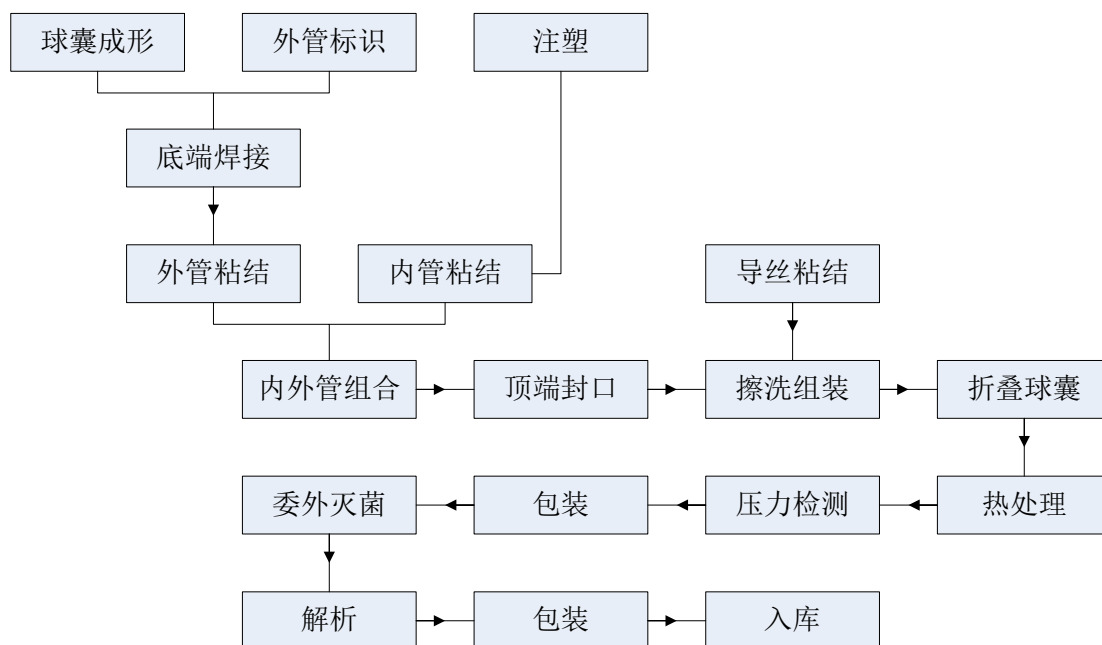 球囊成形
外管标识
注塑
底端焊接
外管粘结
内管粘结
导丝粘结
内外管组合
顶端封口
擦洗组装
折叠球囊
委外灭菌
包装
压力检测
热处理
解析
包装
入库